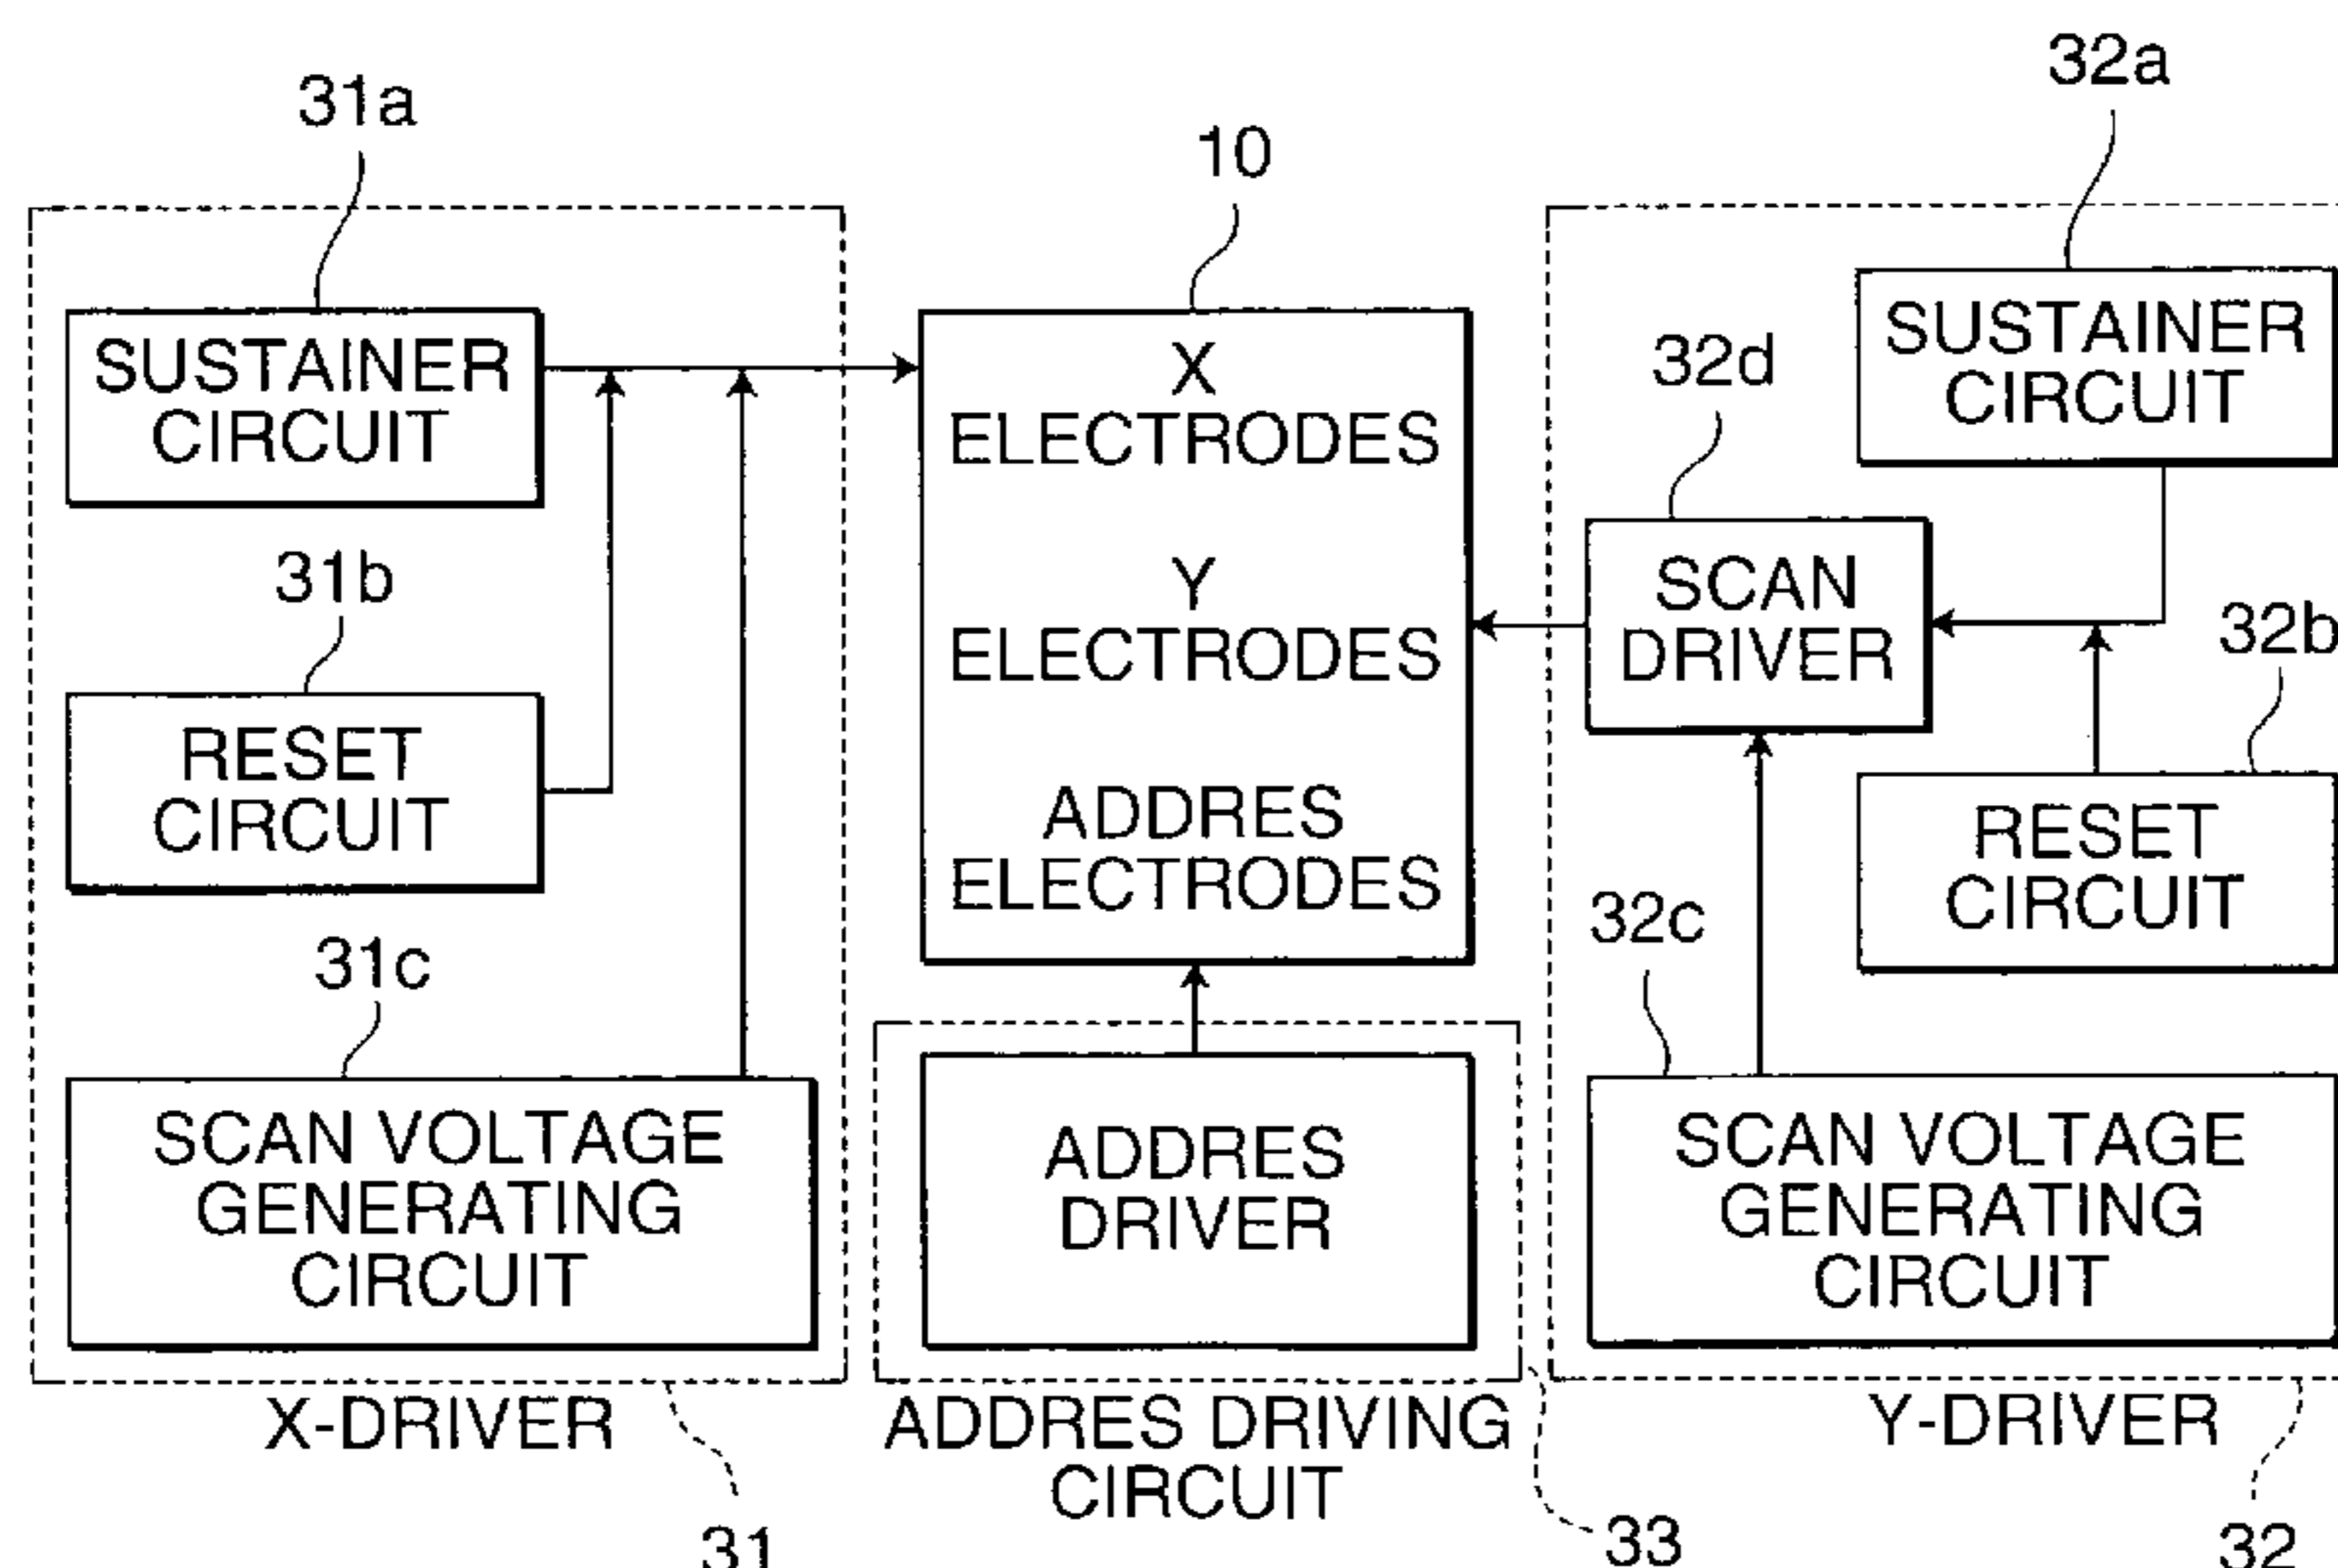 31a
32a
10
SUSTAINER
CIRCUIT
X
ELECTRODES
32d
SUSTAINER
CIRCUIT
31b
Y
ELECTRODES
SCAN
DRIVER
32b
RESET
CIRCUIT
ADDRES
ELECTRODES
RESET
CIRCUIT
31c
32c
SCAN VOLTAGE
GENERATING
CIRCUIT
ADDRES
DRIVER
SCAN VOLTAGE
GENERATING
CIRCUIT
X-DRIVER
ADDRES DRIVING
CIRCUIT
Y-DRIVER
31
33
32